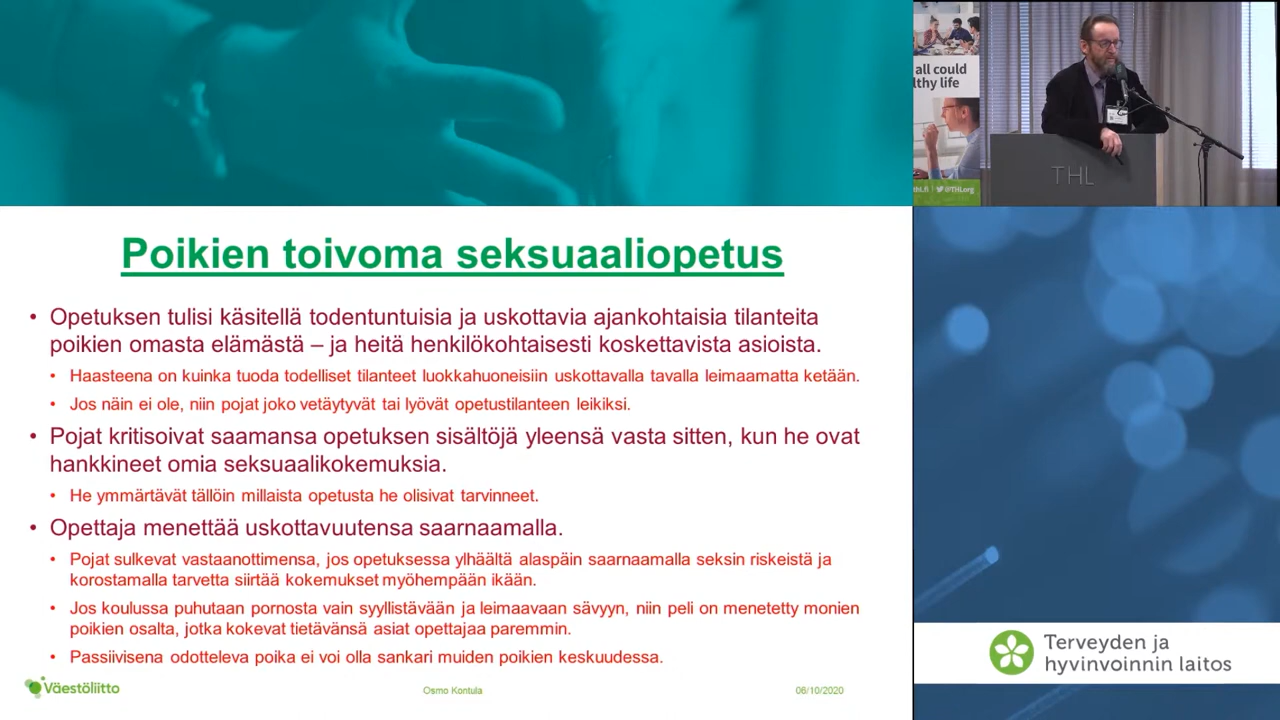 all could
lthy life
THL
thl.fi | @THLorg
Poikien toivoma seksuaaliopetus
• Opetuksen tulisi käsitellä todentuntuisia ja uskottavia ajankohtaisia tilanteita
poikien omasta elämästä – ja heitä henkilökohtaisesti koskettavista asioista.
• Haasteena on kuinka tuoda todelliset tilanteet luokkahuoneisiin uskottavalla tavalla leimaamatta ketään.
• Jos näin ei ole, niin pojat joko vetäytyvät tai lyövät opetustilanteen leikiksi.
• Pojat kritisoivat saamansa opetuksen sisältöjä yleensä vasta sitten, kun he ovat
hankkineet omia seksuaalikokemuksia.
• He ymmärtävät tällöin millaista opetusta he olisivat tarvinneet.
• Opettaja menettää uskottavuutensa saarnaamalla.
• Pojat sulkevat vastaanottimensa, jos opetuksessa ylhäältä alaspäin saarnaamalla seksin riskeistä ja
korostamalla tarvetta siirtää kokemukset myöhempään ikään.
• Jos koulussa puhutaan pornosta vain syyllistävään ja leimaavaan sävyyn, niin peli on menetetty monien
poikien osalta, jotka kokevat tietävänsä asiat opettajaa paremmin.
• Passiivisena odotteleva poika ei voi olla sankari muiden poikien keskuudessa.
Väestöliitto
Osmo Kontula
06/10/2020
Terveyden ja
hyvinvoinnin laitos